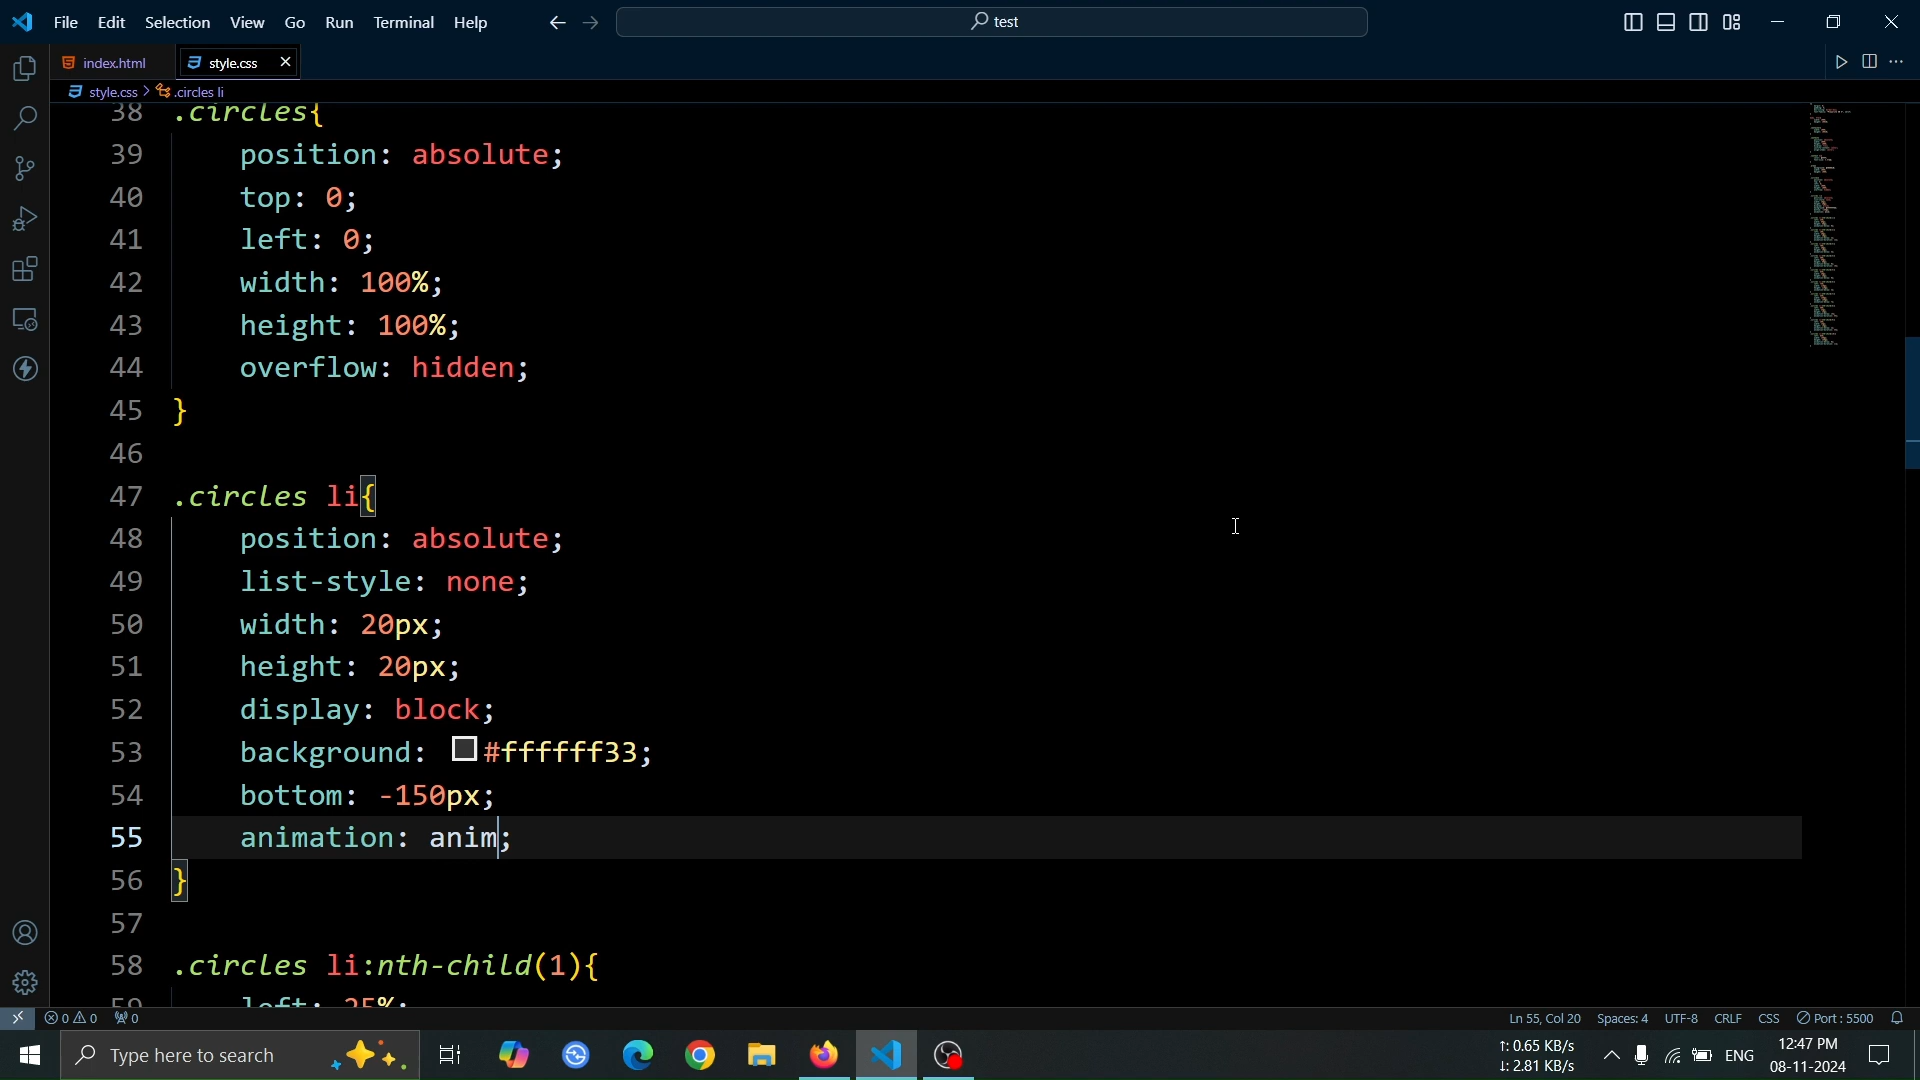 File Edit Selection View Go Run Terminal Help
test
index.html
style.css
style.css > .circles li
38 .circles{
39 position: absolute;
40 top: 0;
41 left: 0;
42 width: 100%;
43 height: 100%;
44 overflow: hidden;
45 }
46
47 .circles li{
48 position: absolute;
49 list-style: none;
50 width: 20px;
51 height: 20px;
52 display: block;
53 background: #ffffff33;
54 bottom: -150px;
55 animation: anim;
56 }
57
58 .circles li:nth-child(1){
59 left: 25%;
0 0 0
Ln 55, Col 20 Spaces: 4 UTF-8 CRLF CSS Port : 5500
Type here to search
↑: 0.65 KB/s
↓: 2.81 KB/s
ENG
12:47 PM
08-11-2024